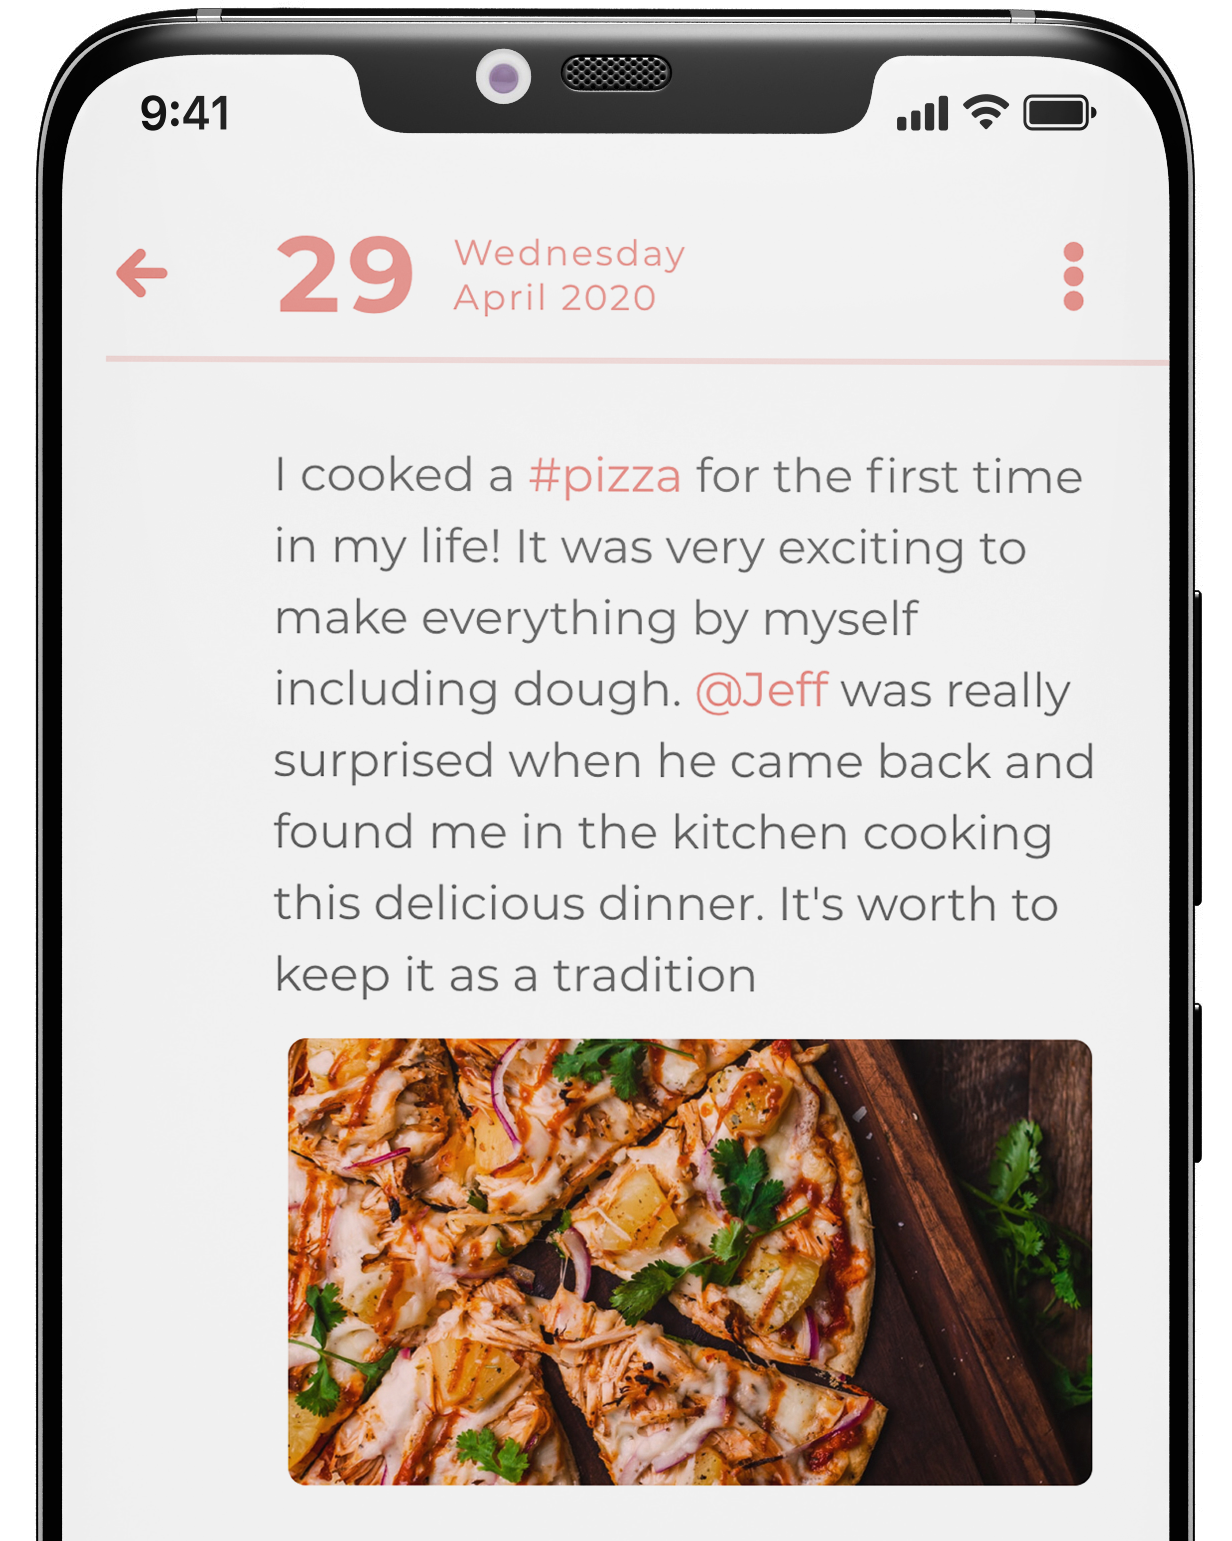 9:41
29
Wednesday
April 2020
I cooked a #pizza for the first time
in my life! It was very exciting to
make everything by myself
including dough. @Jeff was really
surprised when he came back and
found me in the kitchen cooking
this delicious dinner. It's worth to
keep it as a tradition